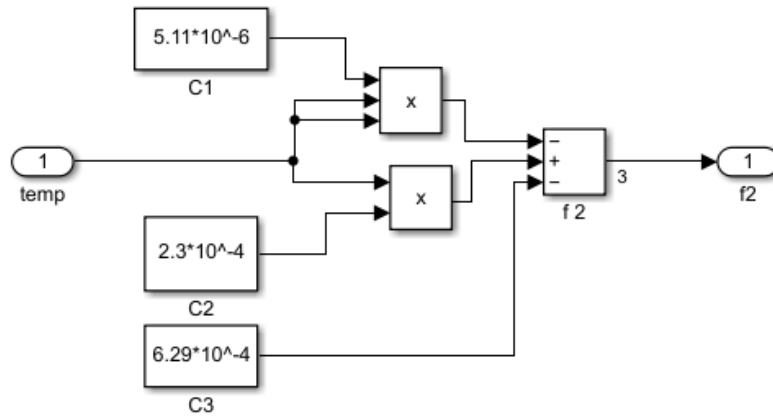 5.11*10^-6
C1
x
1
temp
x
−
+
−
f 2
3
1
f2
2.3*10^-4
C2
6.29*10^-4
C3